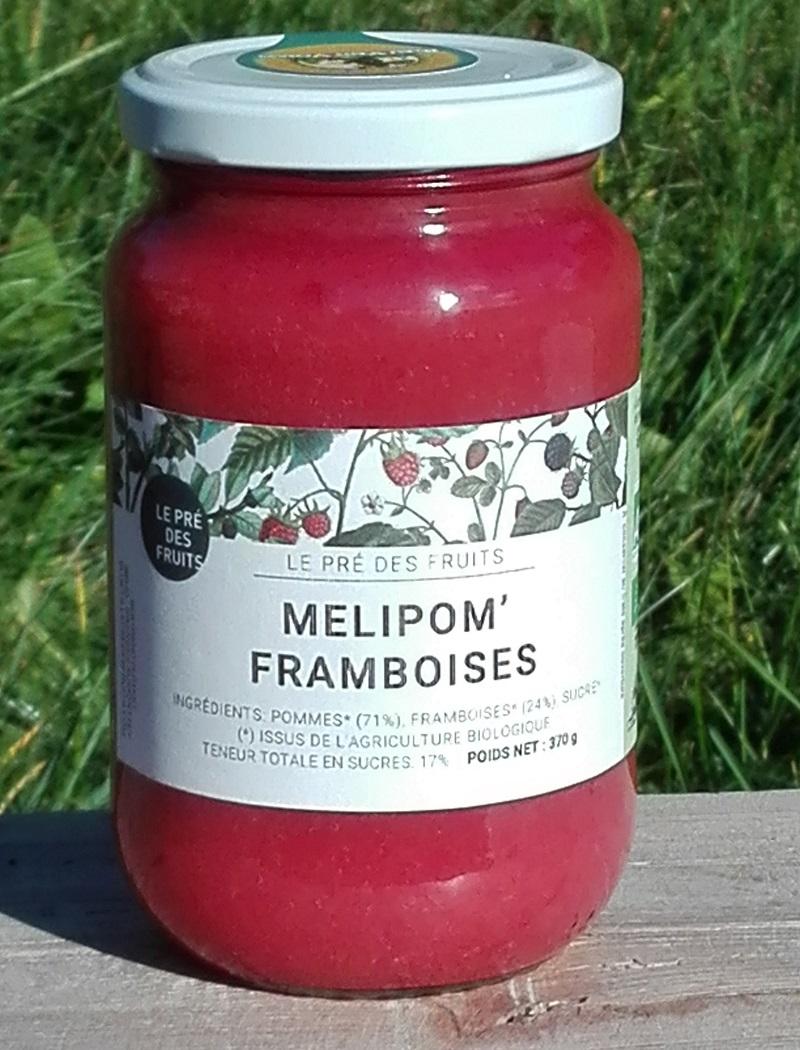 LE PRÉ
DES
FRUITS
LE PRÉ DES FRUITS
MELIPOM'
FRAMBOISES
INGRÉDIENTS: POMMES* (71%), FRAMBOISES* (24%), SUCRE*
(*) ISSUS DE L'AGRICULTURE BIOLOGIQUE
TENEUR TOTALE EN SUCRES: 17% POIDS NET : 370 g